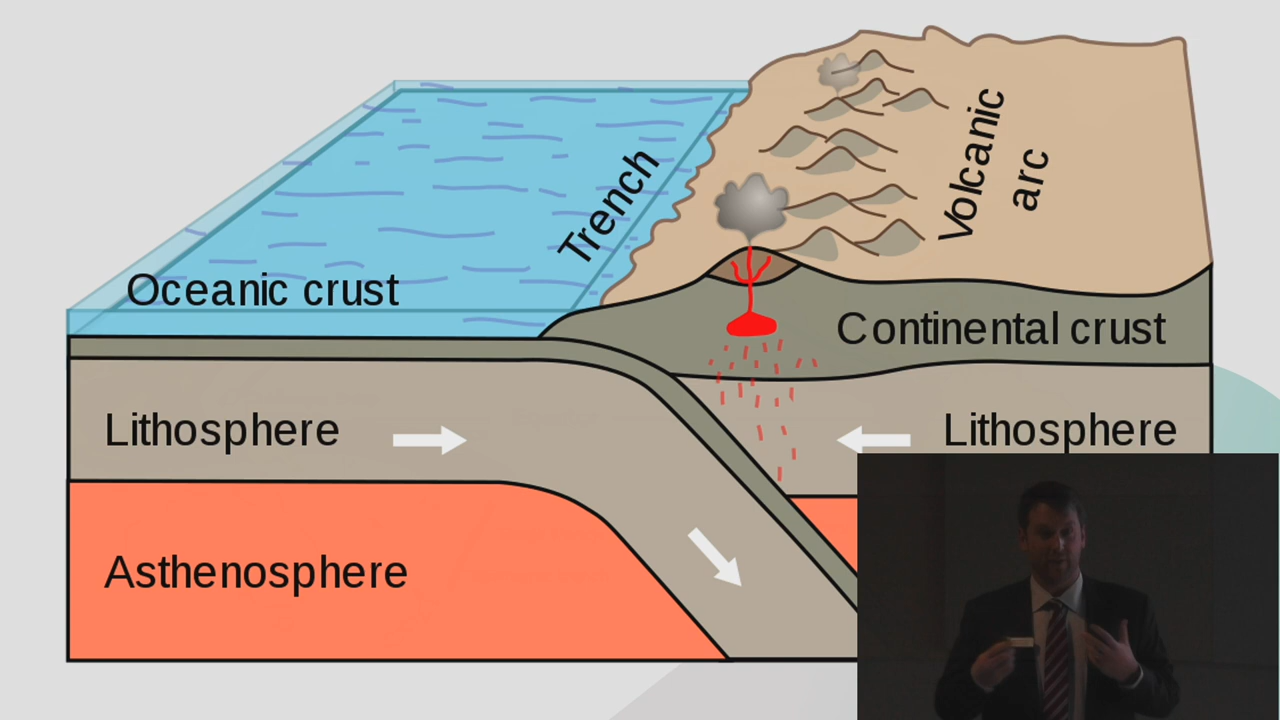 Volcanic
arc
Trench
Oceanic crust
Continental crust
Lithosphere
Lithosphere
Asthenosphere